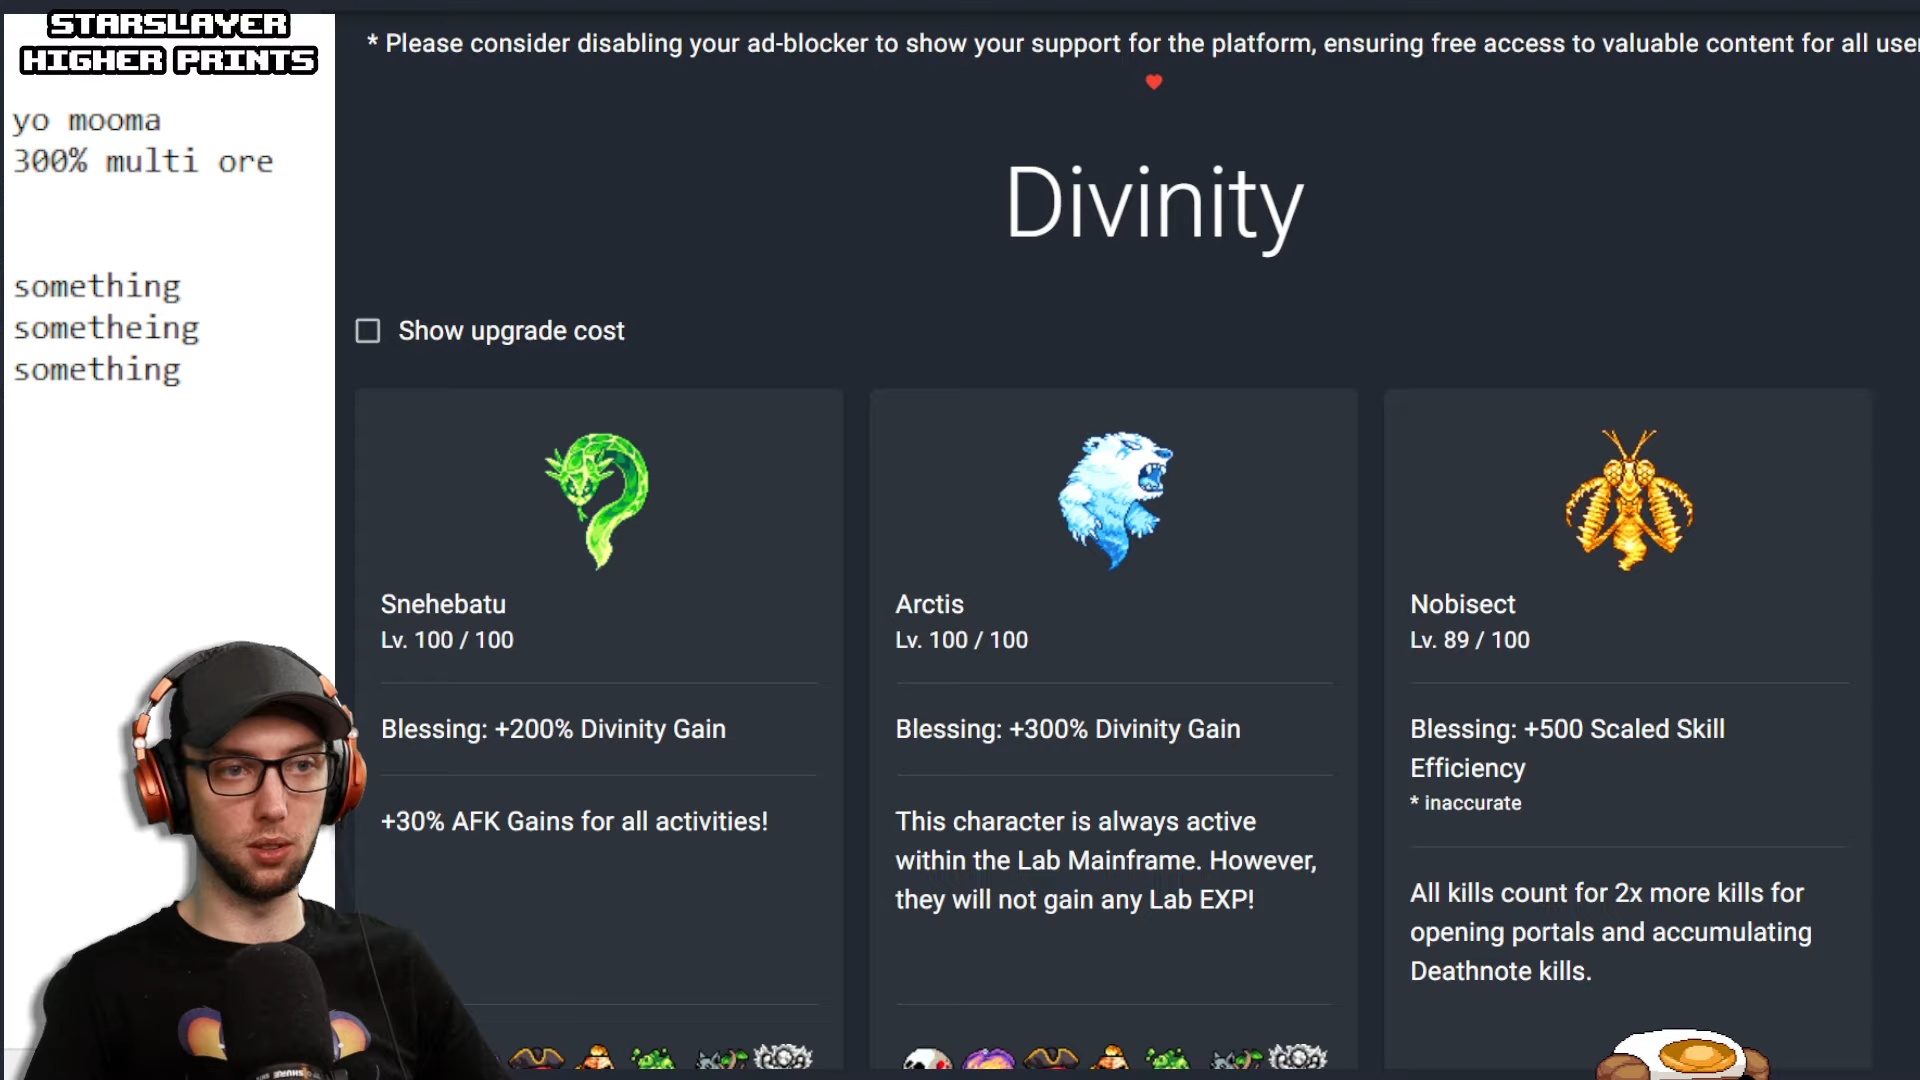 STARSLAYER
HIGHER PRINTS
yo mooma
300% multi ore
something
sometheing
something
* Please consider disabling your ad-blocker to show your support for the platform, ensuring free access to valuable content for all
Divinity
Show upgrade cost
Snehebatu
Lv. 100 / 100
Blessing: +200% Divinity Gain
+30% AFK Gains for all activities!
Arctis
Lv. 100 / 100
Blessing: +300% Divinity Gain
This character is always active
within the Lab Mainframe. However,
they will not gain any Lab EXP!
Nobisect
Lv. 89 / 100
Blessing: +500 Scaled Skill
Efficiency
* inaccurate
All kills count for 2x more kills for
opening portals and accumulating
Deathnote kills.
SHURE